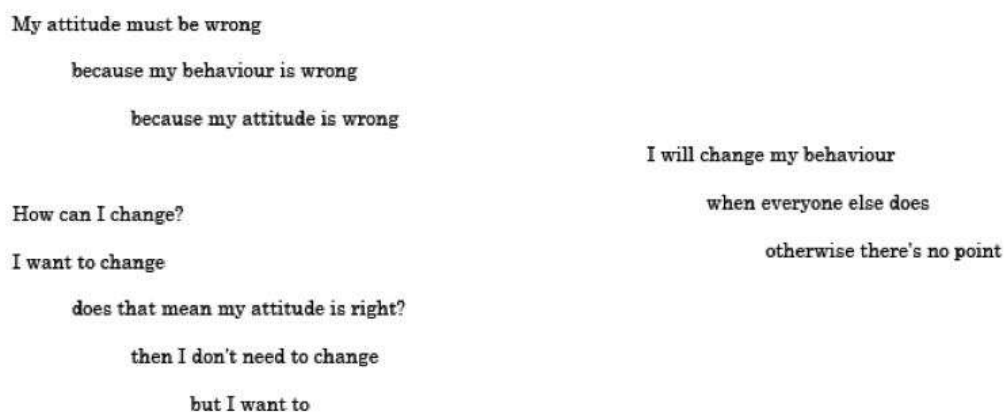 My attitude must be wrong
because my behaviour is wrong
because my attitude is wrong
I will change my behaviour
when everyone else does
otherwise there's no point
How can I change?
I want to change
does that mean my attitude is right?
then I don't need to change
but I want to